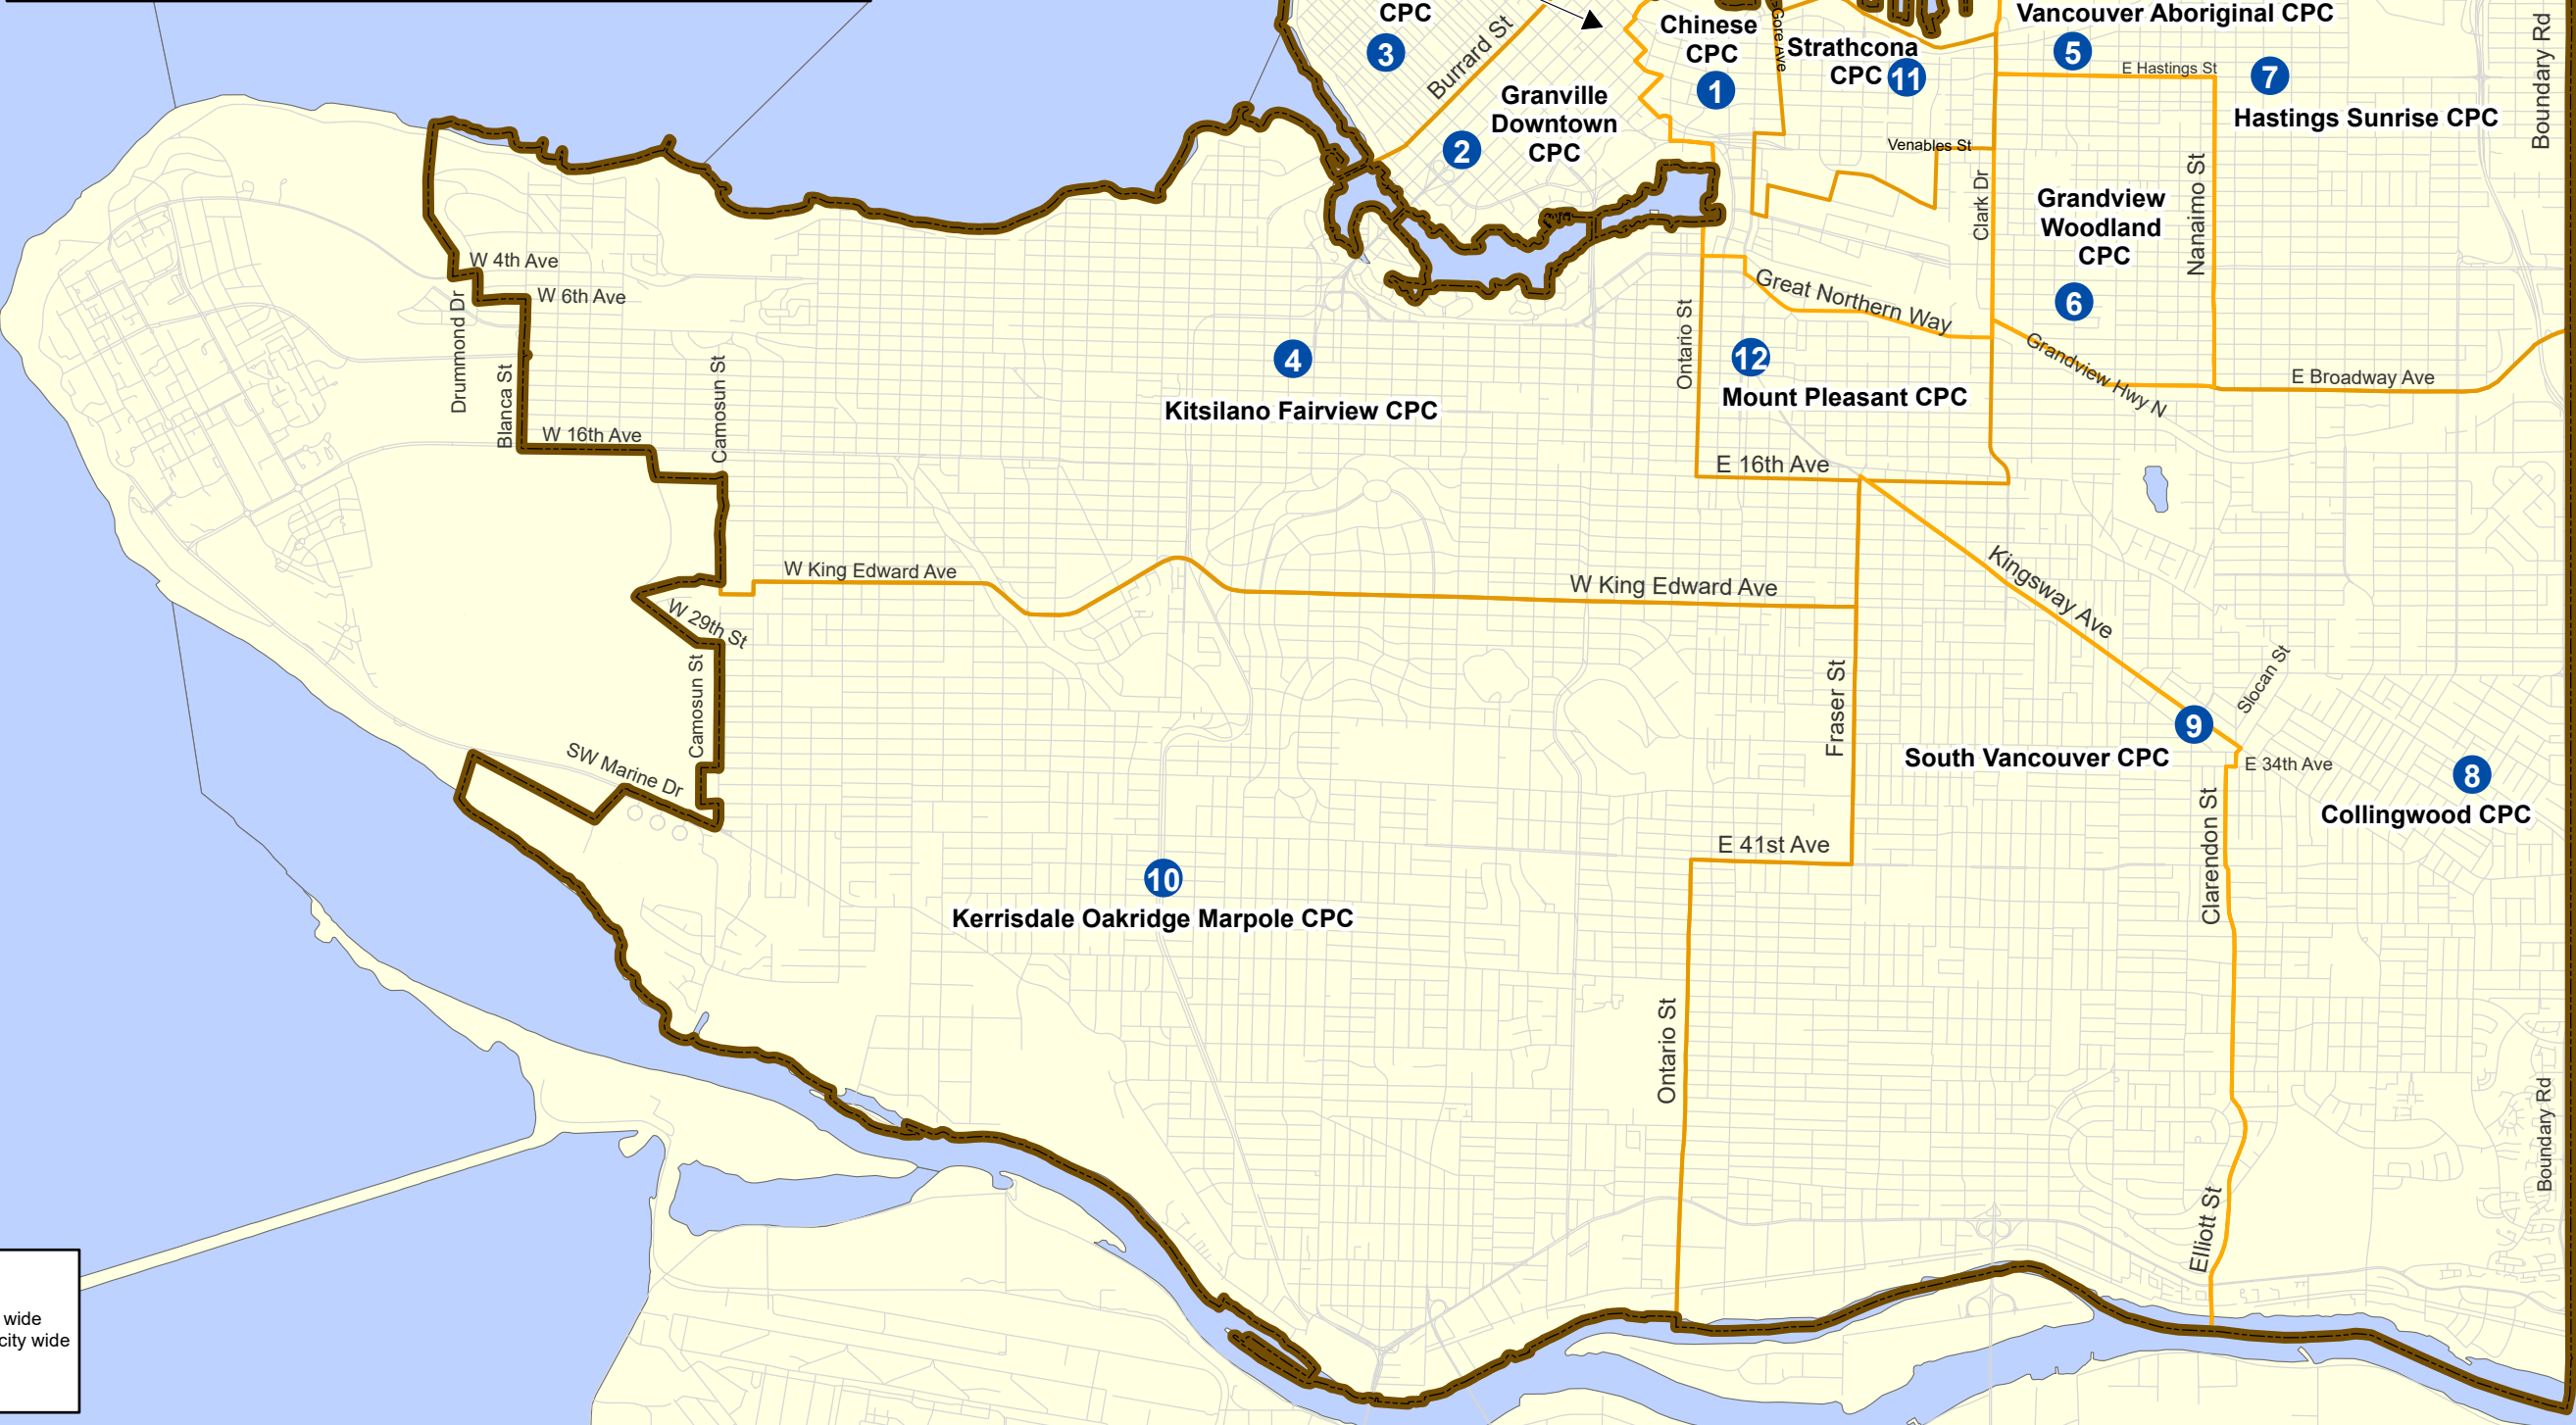 CPC
3
Burrard St
Granville
Downtown
CPC
2
Chinese
CPC
1
Gore Ave
Strathcona
CPC 11
Vancouver Aboriginal CPC
5
E Hastings St
7
Hastings Sunrise CPC
Boundary Rd
Venables St
Clark Dr
Nanaimo St
Grandview
Woodland
CPC
6
W 4th Ave
W 6th Ave
Drummond Dr
Blanca St
W 16th Ave
Camosun St
4
Kitsilano Fairview CPC
Ontario St
Great Northern Way
12
Mount Pleasant CPC
E 16th Ave
Grandview Hwy N
E Broadway Ave
W King Edward Ave
W King Edward Ave
Kingsway Ave
W 29th St
Camosun St
SW Marine Dr
Fraser St
Slocan St
9
South Vancouver CPC
E 34th Ave
8
Collingwood CPC
Clarendon St
E 41st Ave
10
Kerrisdale Oakridge Marpole CPC
Ontario St
Boundary Rd
Elliott St
wide
city wide